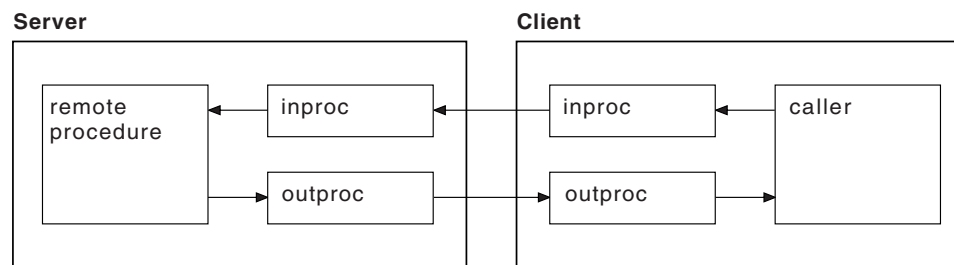 Server
Client
remote
procedure
inproc
inproc
caller
outproc
outproc